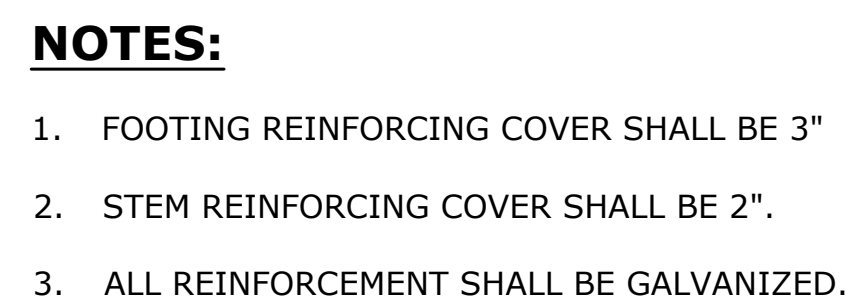 NOTES:
1. FOOTING REINFORCING COVER SHALL BE 3"
2. STEM REINFORCING COVER SHALL BE 2".
3. ALL REINFORCEMENT SHALL BE GALVANIZED.